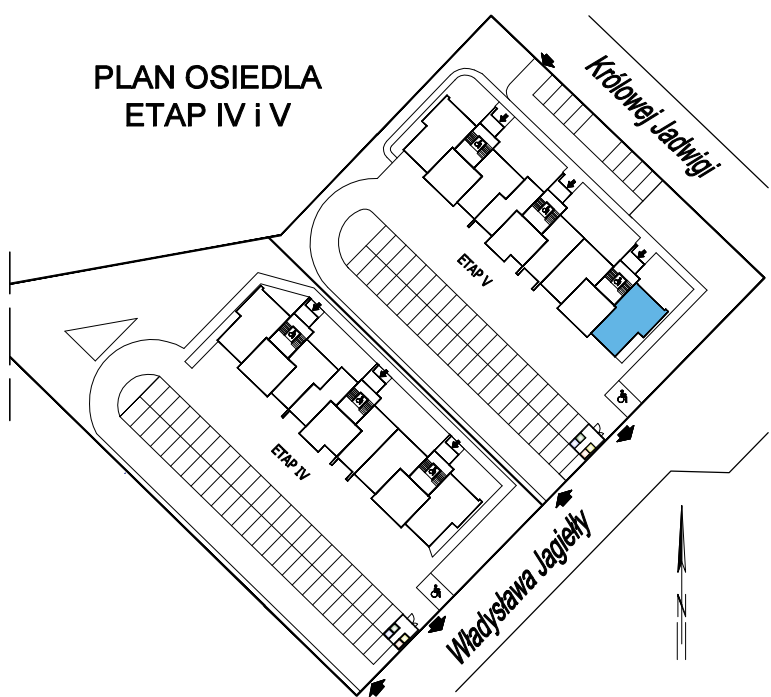 PLAN OSIEDLA
ETAP IV i V
Królowej Jadwigi
ETAP V
ETAP IV
Władysława Jagiełły
N